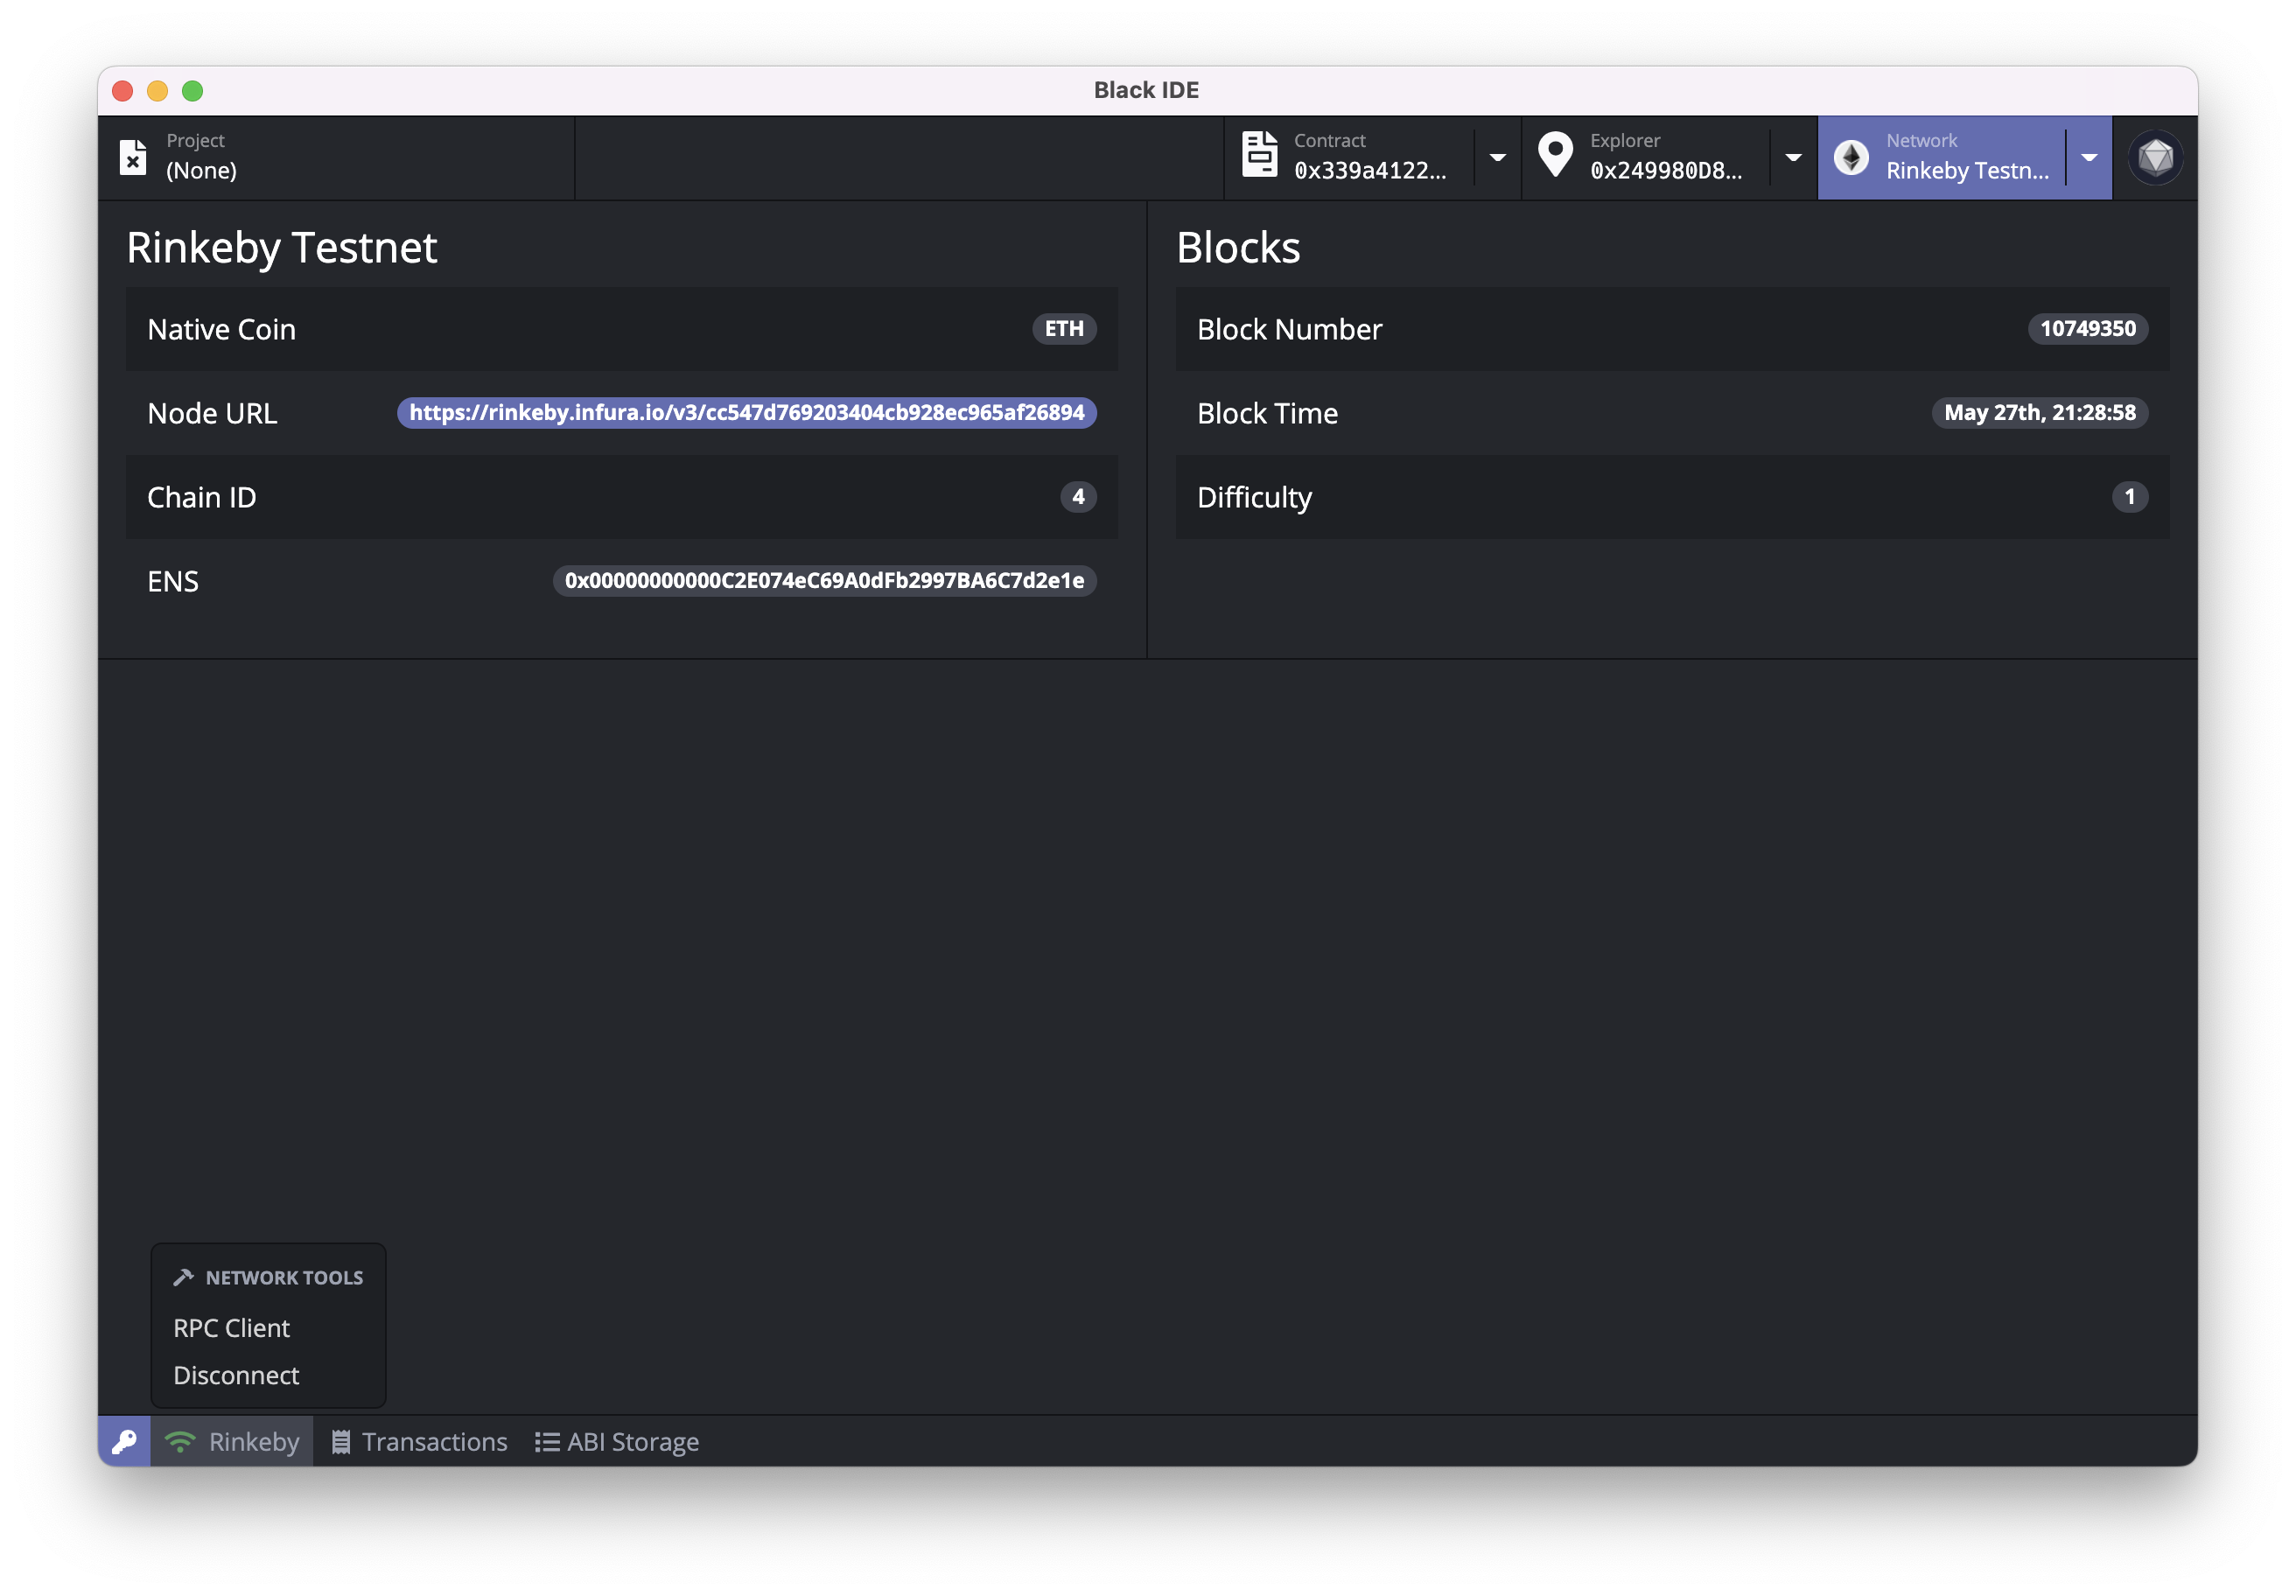 Black IDE
Project
(None)
Contract
0x339a4122...
Explorer
0x249980D8...
Network
Rinkeby Testn...
Rinkeby Testnet
Native Coin
ETH
Node URL
https://rinkeby.infura.io/v3/cc547d769203404cb928ec965af26894
Chain ID
4
ENS
0x00000000000C2E074eC69A0dFb2997BA6C7d2e1e
Blocks
Block Number
10749350
Block Time
May 27th, 21:28:58
Difficulty
1
NETWORK TOOLS
RPC Client
Disconnect
Rinkeby
Transactions
ABI Storage